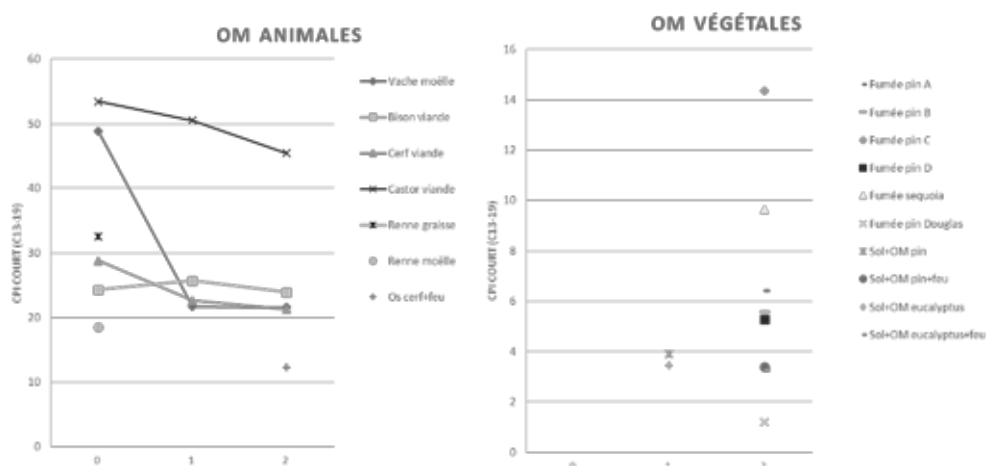 OM ANIMALES
CPI COURT (C13-19)
60
50
40
30
20
10
0
0 1 2
Vache moëlle
Bison viande
Cerf viande
Castor viande
Renne graisse
Renne moëlle
Os cerf+feu
OM VÉGÉTALES
CPI COURT (C13-19)
16
14
12
10
8
6
4
2
0
Fumée pin A
Fumée pin B
Fumée pin C
Fumée pin D
Fumée sequoia
Fumée pin Douglas
Sol+OM pin
Sol+OM pin+feu
Sol+OM eucalyptus
Sol+OM eucalyptus+feu